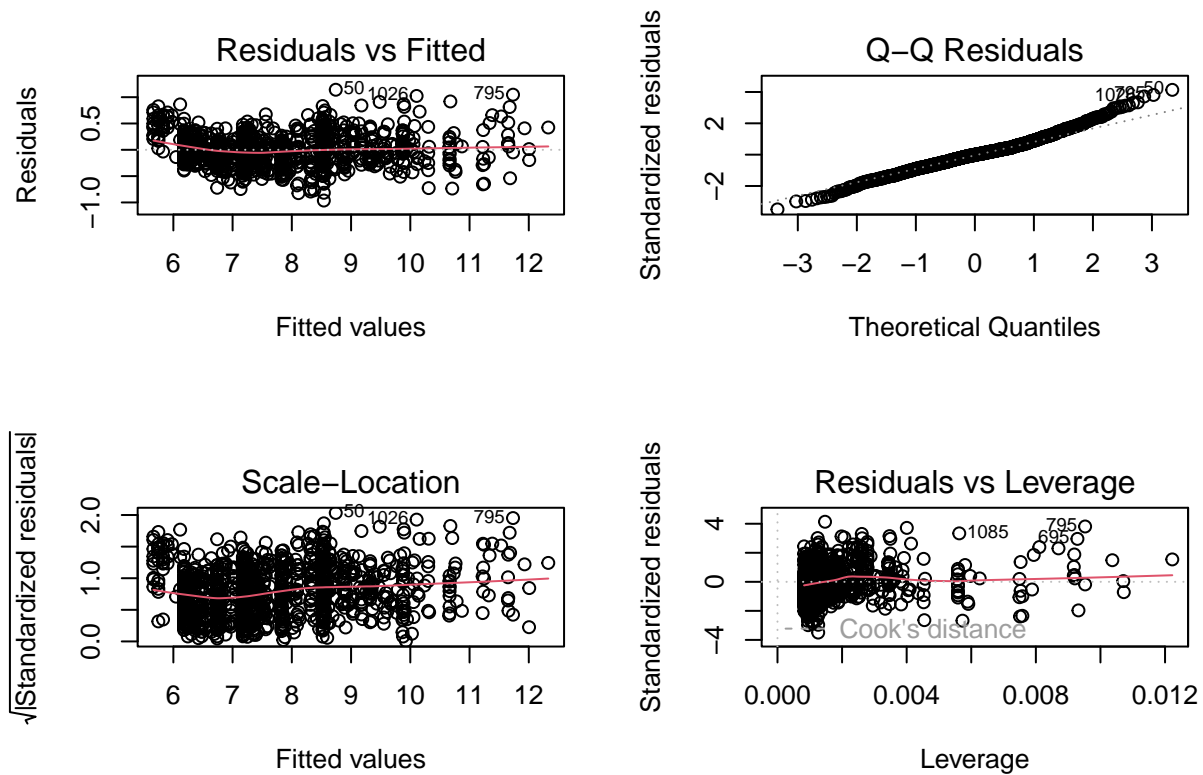 Residuals vs Fitted
Residuals
0.5
−1.0
50
1026
795
6 7 8 9 10 11 12
Fitted values
Q−Q Residuals
Standardized residuals
2
−2
50
−3 −2 −1 0 1 2 3
Theoretical Quantiles
Scale−Location
√|Standardized residuals|
2.0
1.0
0.0
50
1026
795
6 7 8 9 10 11 12
Fitted values
Residuals vs Leverage
Standardized residuals
4
0
−4
1085
795
695
Cook's distance
0.000 0.004 0.008 0.012
Leverage